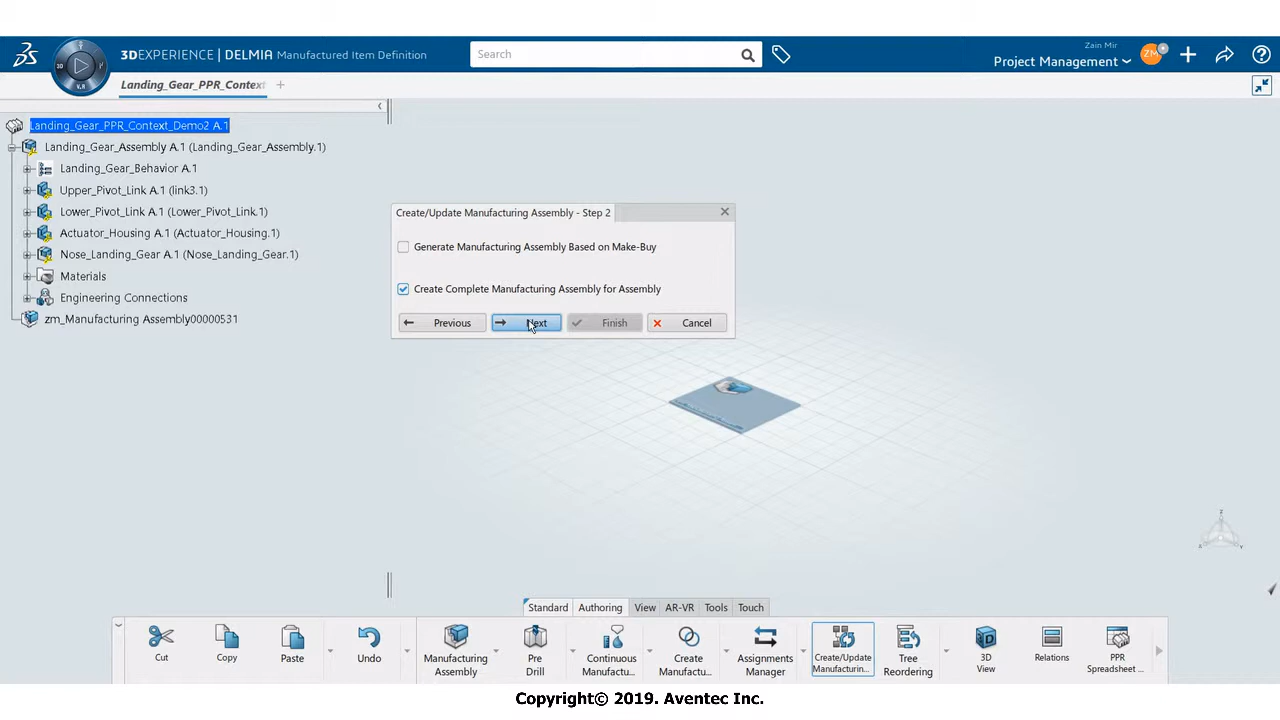 3DEXPERIENCE | DELMIA Manufactured Item Definition
Search
Zain Mir
Project Management
ZM
3D
V.R
Landing_Gear_PPR_Context
Landing_Gear_PPR_Context_Demo2 A.1
Landing_Gear_Assembly A.1 (Landing_Gear_Assembly.1)
Landing_Gear_Behavior A.1
Upper_Pivot_Link A.1 (link3.1)
Lower_Pivot_Link A.1 (Lower_Pivot_Link.1)
Actuator_Housing A.1 (Actuator_Housing.1)
Nose_Landing_Gear A.1 (Nose_Landing_Gear.1)
Materials
Engineering Connections
zm_Manufacturing Assembly00000531
Create/Update Manufacturing Assembly - Step 2
Generate Manufacturing Assembly Based on Make-Buy
Create Complete Manufacturing Assembly for Assembly
Previous
Next
Finish
Cancel
Standard Authoring View AR-VR Tools Touch
Cut
Copy
Paste
Undo
Manufacturing
Assembly
Pre
Drill
Continuous
Manufactu...
Create
Manufactu...
Assignments
Manager
Create/Update
Manufacturin...
Tree
Reordering
3D
View
Relations
PPR
Spreadsheet ...
Copyright© 2019. Aventec Inc.